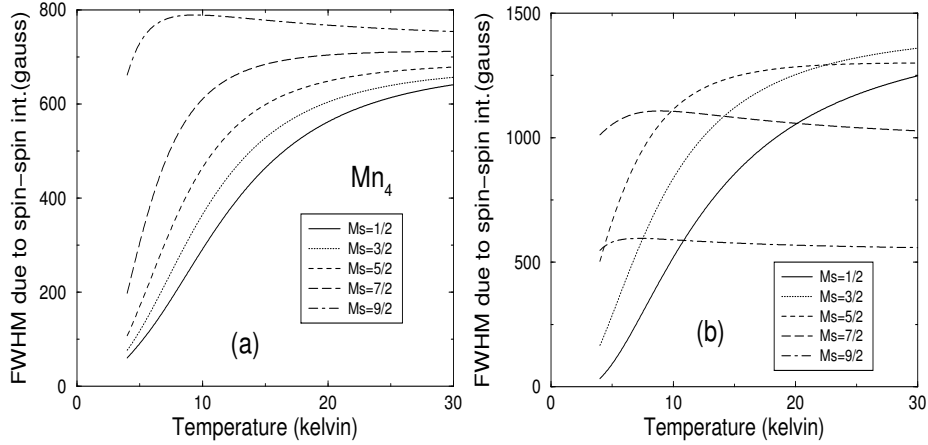 FWHM due to spin−spin int.(gauss)
800
600
400
200
0
0
10
20
30
Temperature (kelvin)
Mn4
Ms=1/2
Ms=3/2
Ms=5/2
Ms=7/2
Ms=9/2
(a)
FWHM due to spin−spin int.(gauss)
1500
1000
500
0
0
10
20
30
Temperature (kelvin)
Ms=1/2
Ms=3/2
Ms=5/2
Ms=7/2
Ms=9/2
(b)